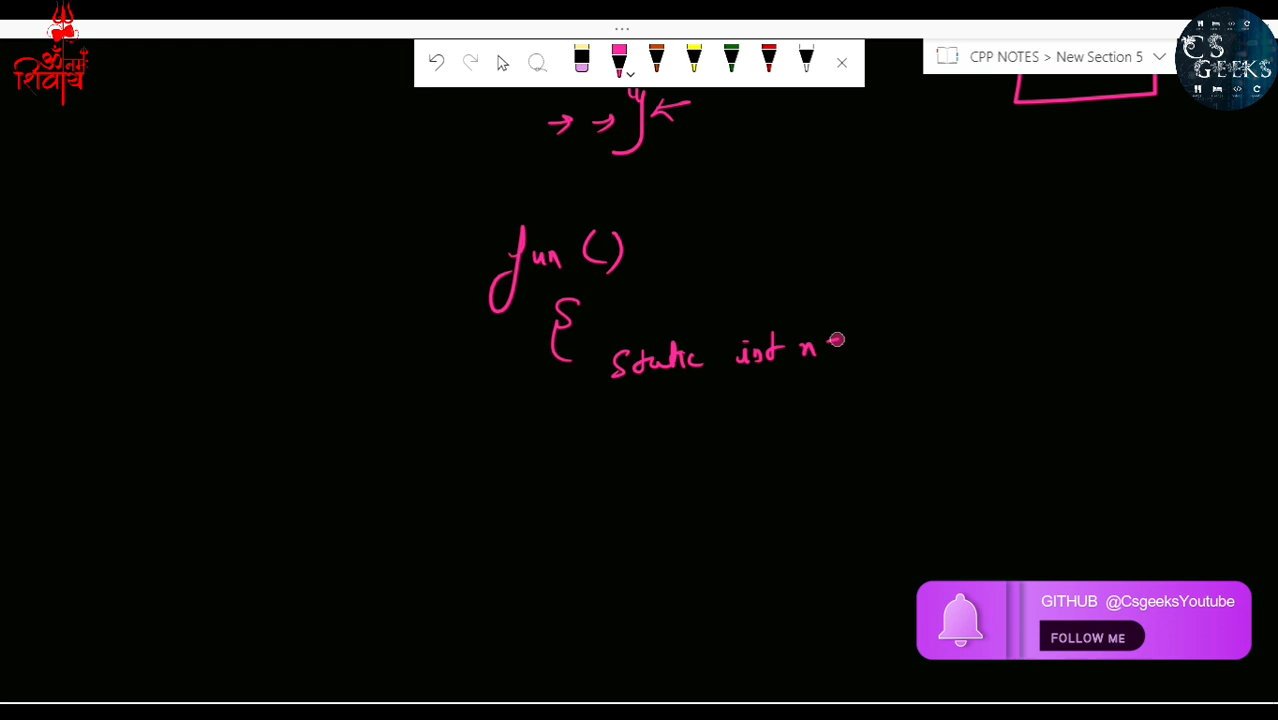 ॐ नमः
शिवाय
CPP NOTES > New Section 5
CS
GEEKS
fun ()
{
static int n =
GITHUB @CsgeeksYoutube
FOLLOW ME